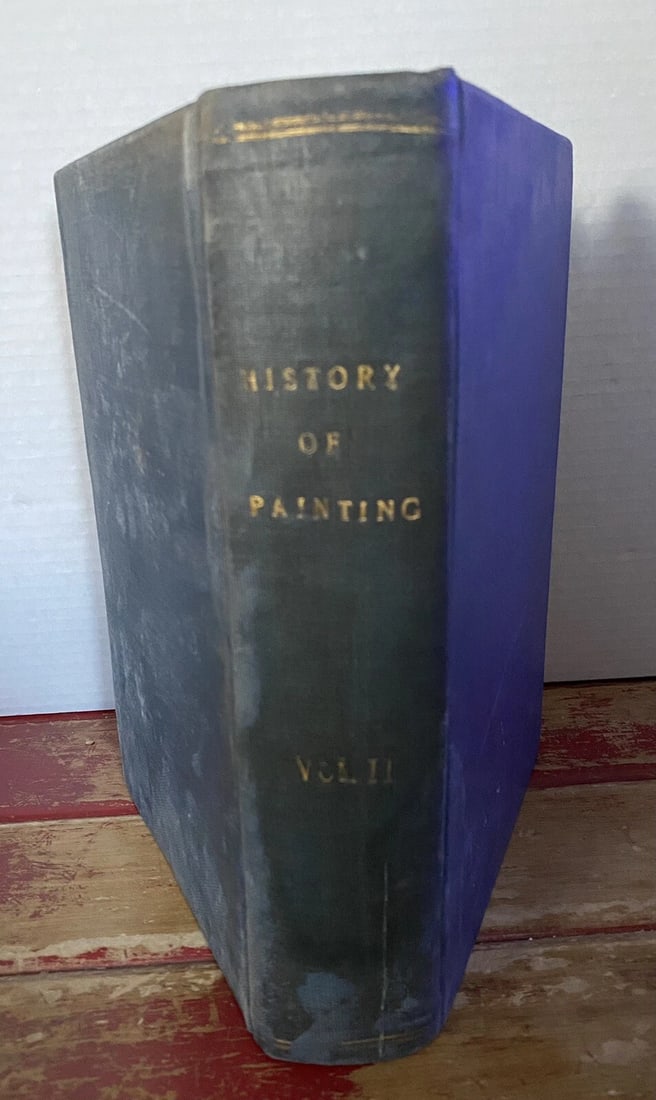 HISTORY
OF
PAINTING
VOL II